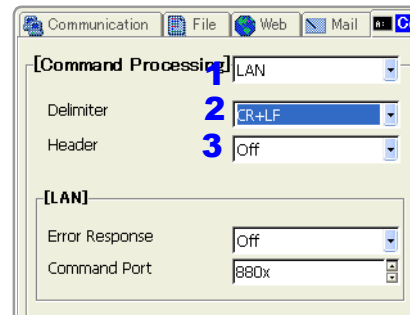 Communication File Web Mail
[Command Processing] 1 LAN
Delimiter 2 CR+LF
Header 3 Off
[LAN]
Error Response Off
Command Port 880x